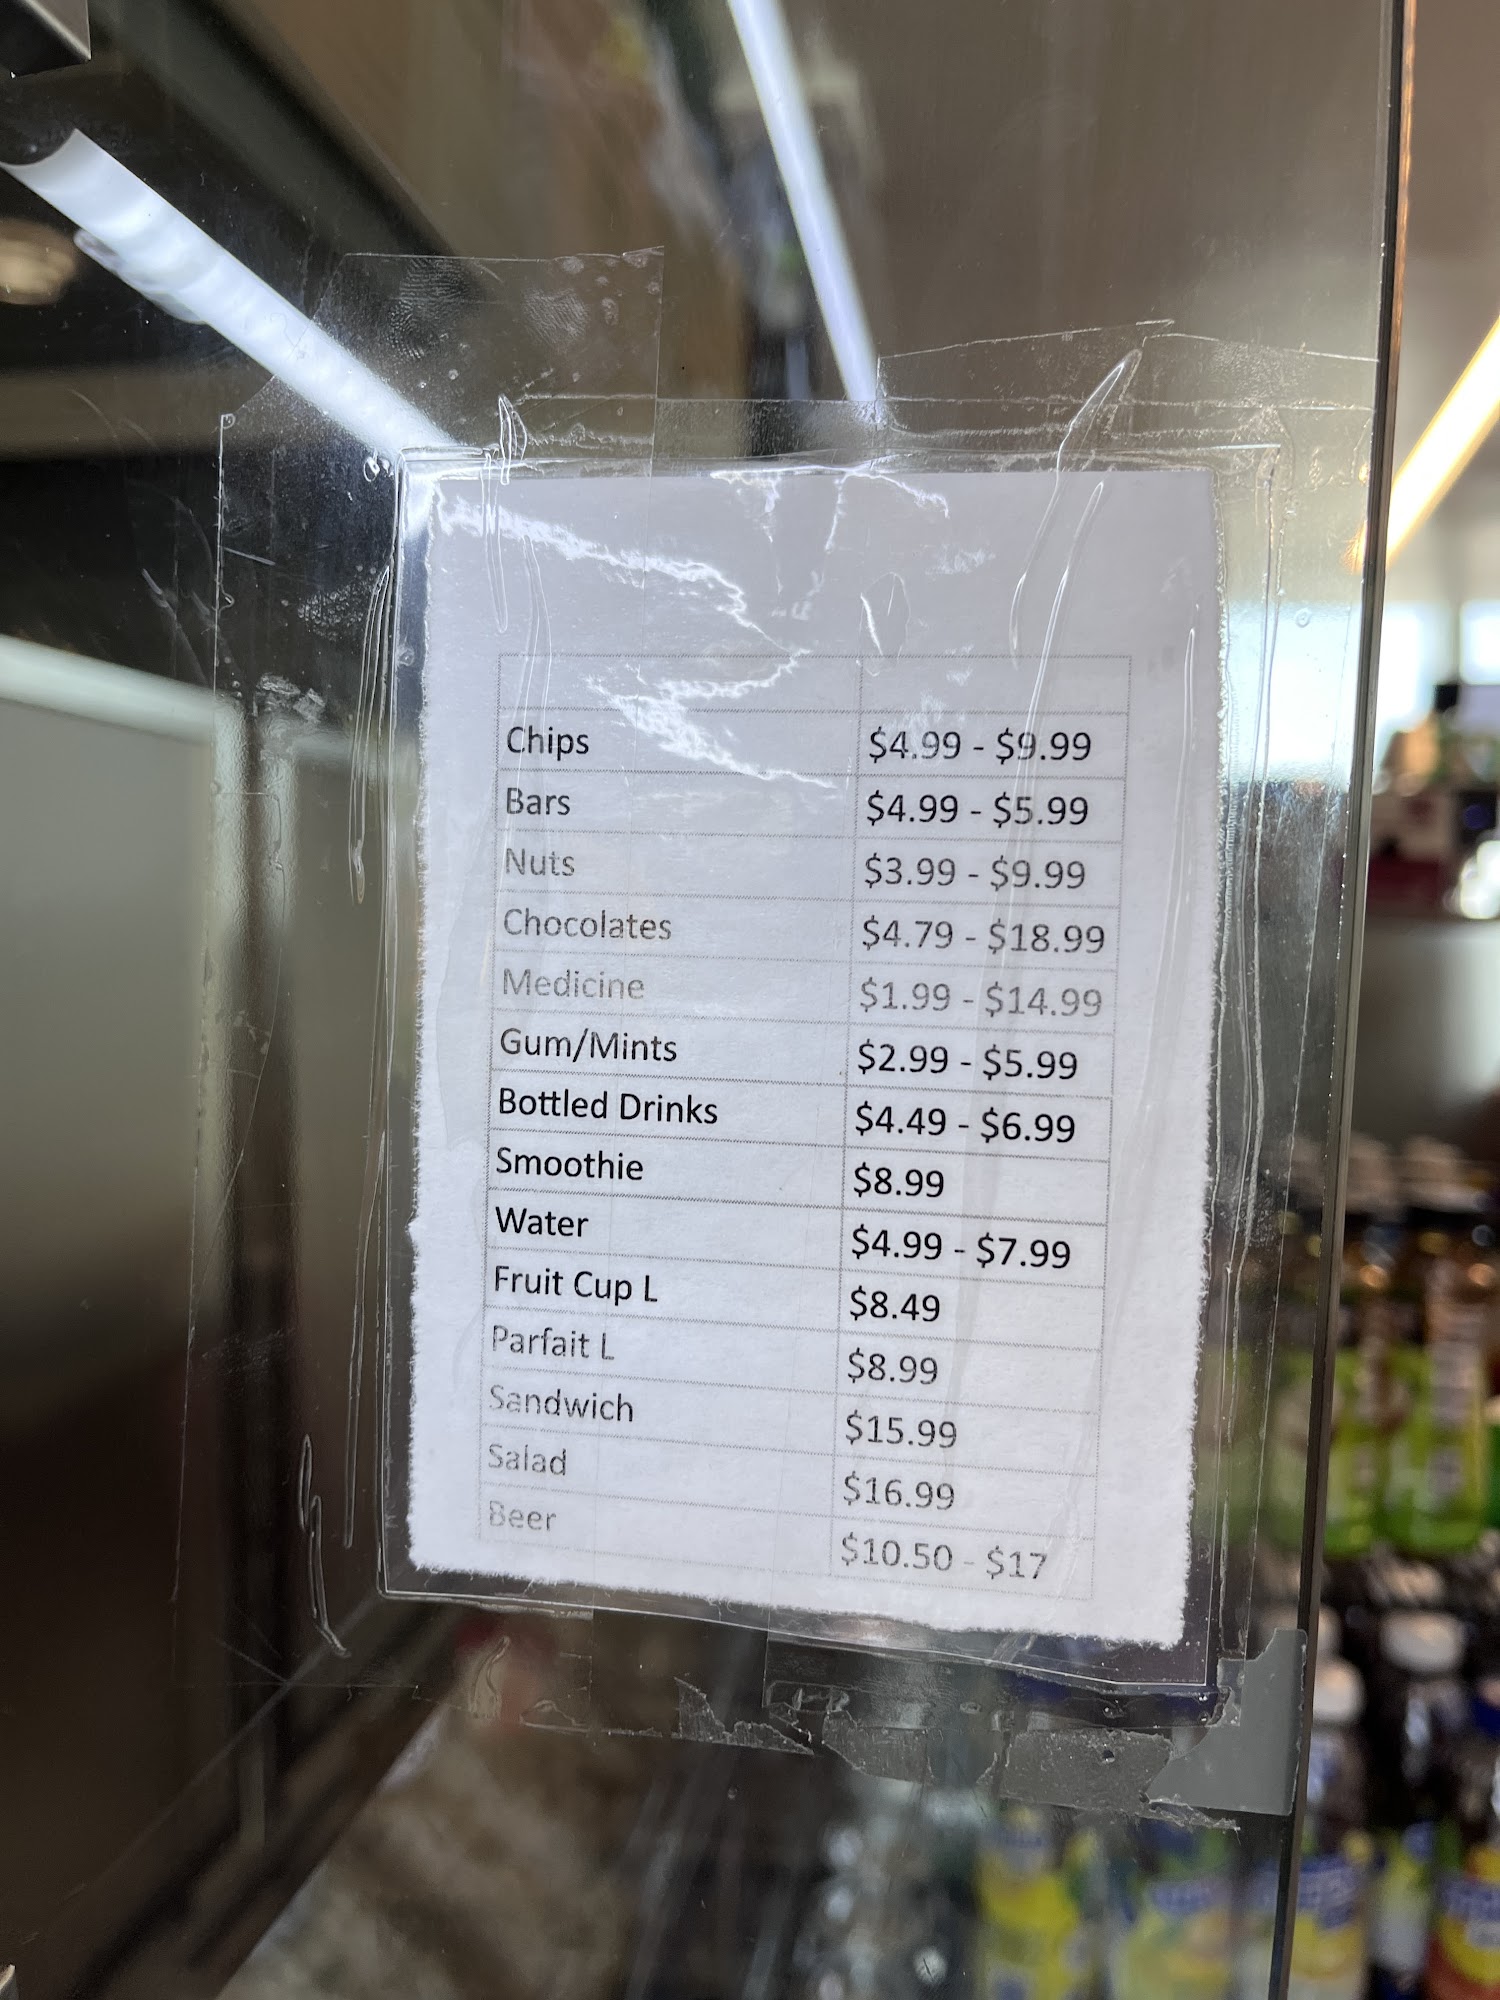 Chips $4.99 - $9.99
Bars $4.99 - $5.99
Nuts $3.99 - $9.99
Chocolates $4.79 - $18.99
Medicine $1.99 - $14.99
Gum/Mints $2.99 - $5.99
Bottled Drinks $4.49 - $6.99
Smoothie $8.99
Water $4.99 - $7.99
Fruit Cup L $8.49
Parfait L $8.99
Sandwich $15.99
Salad $16.99
Beer $10.50 - $17